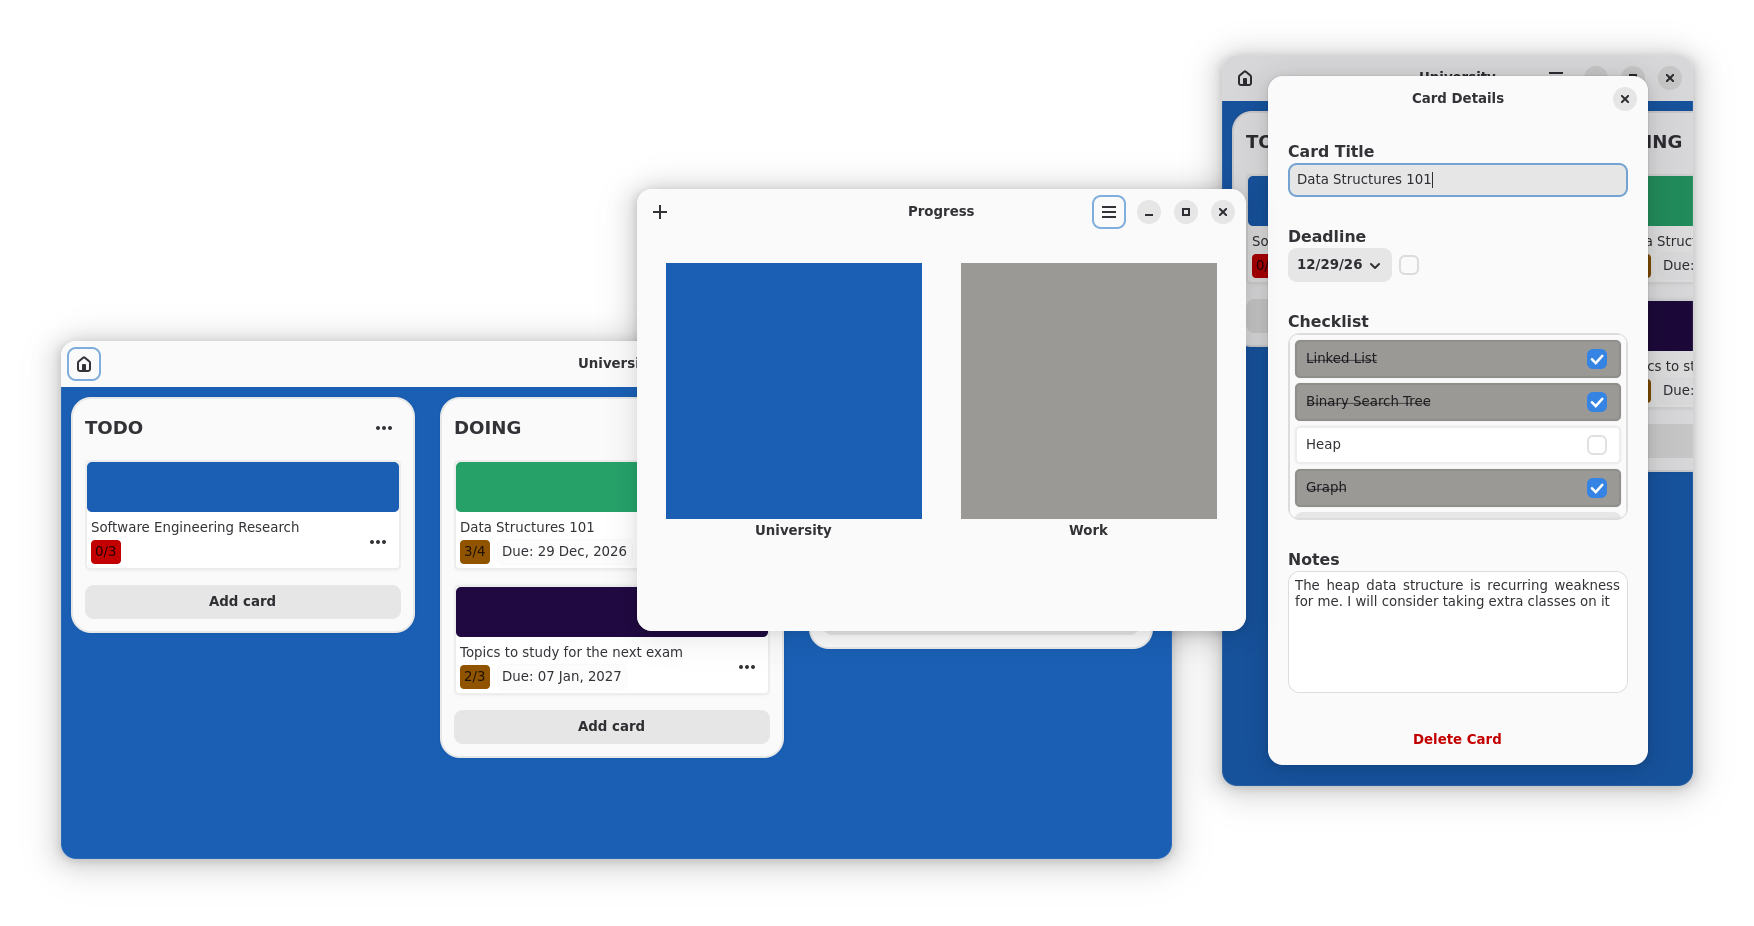 University
TODO
Software Engineering Research
0/3
Add card
DOING
Data Structures 101
3/4
Due: 29 Dec, 2026
Topics to study for the next exam
2/3
Due: 07 Jan, 2027
Add card
Progress
University
Work
Due:
Due:
Card Details
Card Title
Data Structures 101
Deadline
12/29/26
Checklist
Linked List
Binary Search Tree
Heap
Graph
Notes
The heap data structure is recurring weakness
for me. I will consider taking extra classes on it
Delete Card